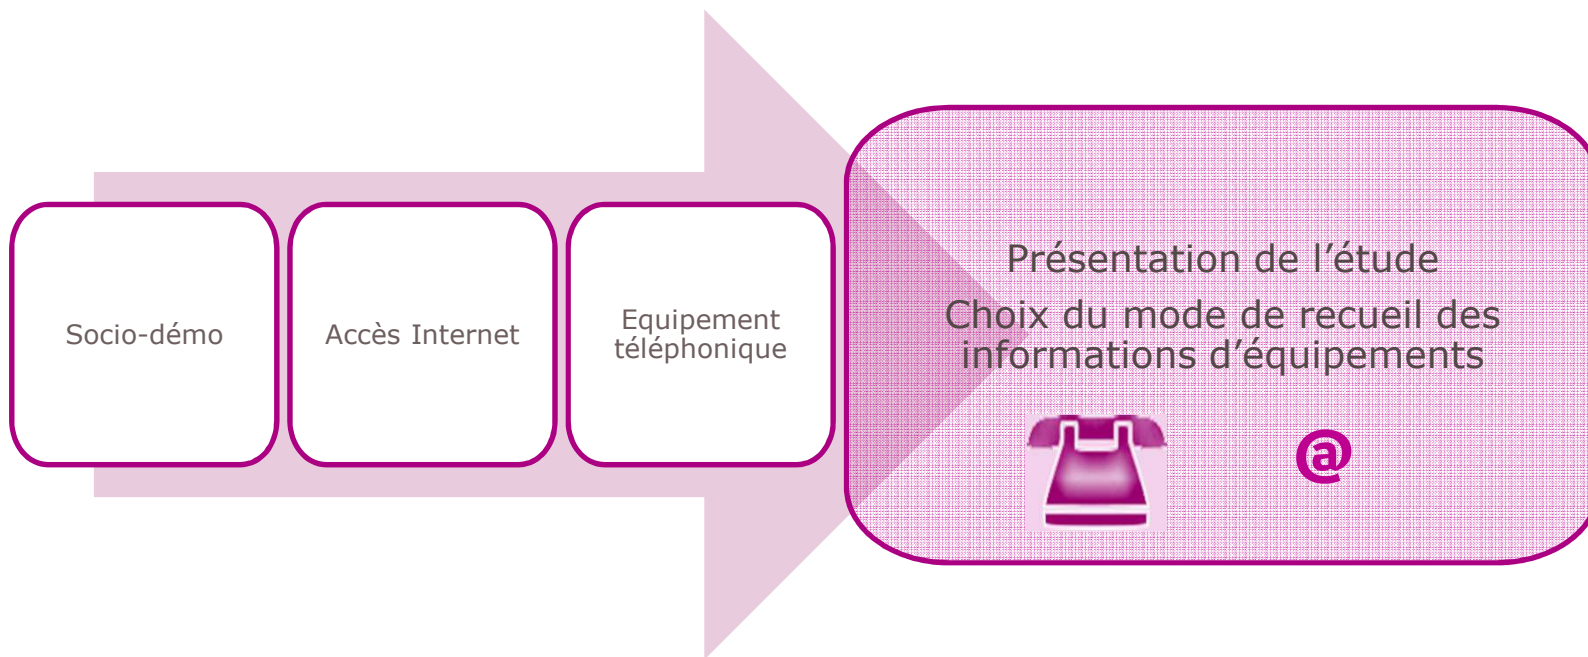 Socio-démo
Accès Internet
Equipement
téléphonique
Présentation de l’étude
Choix du mode de recueil des
informations d’équipements
@